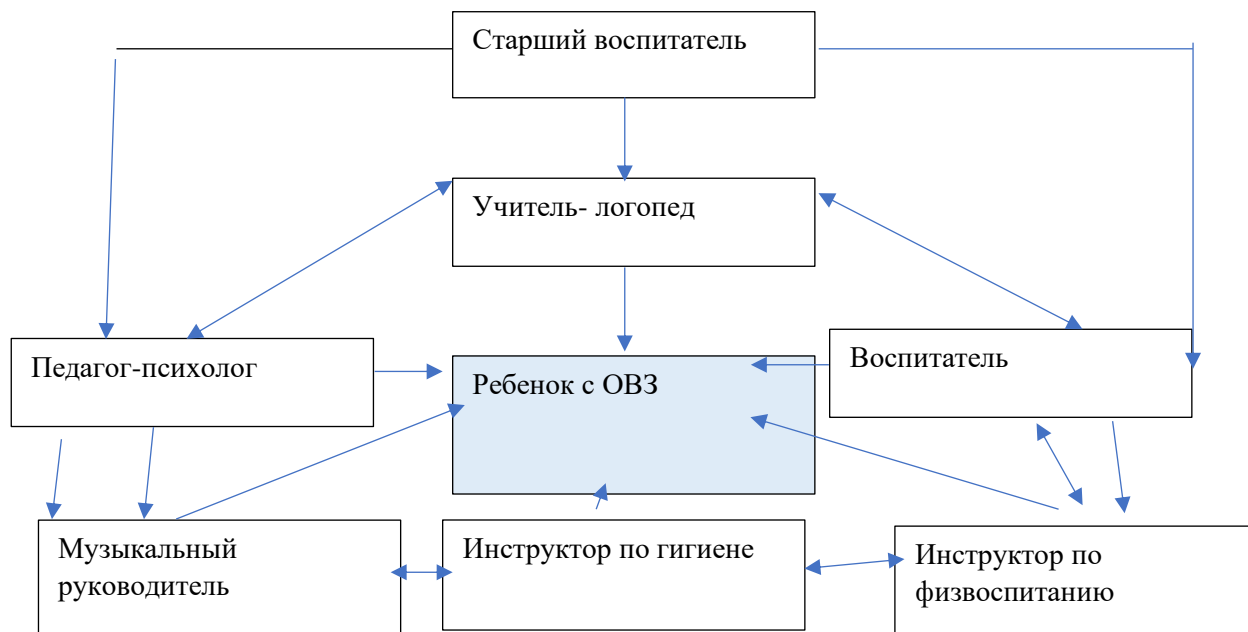 Старший воспитатель
Учитель- логопед
Педагог-психолог
Ребенок с ОВЗ
Воспитатель
Музыкальный
руководитель
Инструктор по гигиене
Инструктор по
физвоспитанию